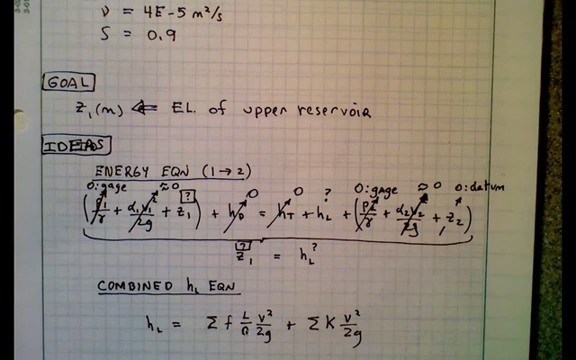 ν = 4E-5 m²/s
S = 0.9
GOAL
z₁(m) ⇐ EL. of upper reservoir
IDEAS
ENERGY EQN (1→2)
0:gage ≈0 ? 0 0 ? 0:gage ≈0 0:datum
(p₁/γ + α₁v₁²/2g + z₁) + hₚ = h_T + h_L + (p₂/γ + α₂v₂²/2g + z₂)
z₁ = h_L ?
COMBINED h_L EQN
h_L = Σ f L/D v²/2g + Σ K v²/2g